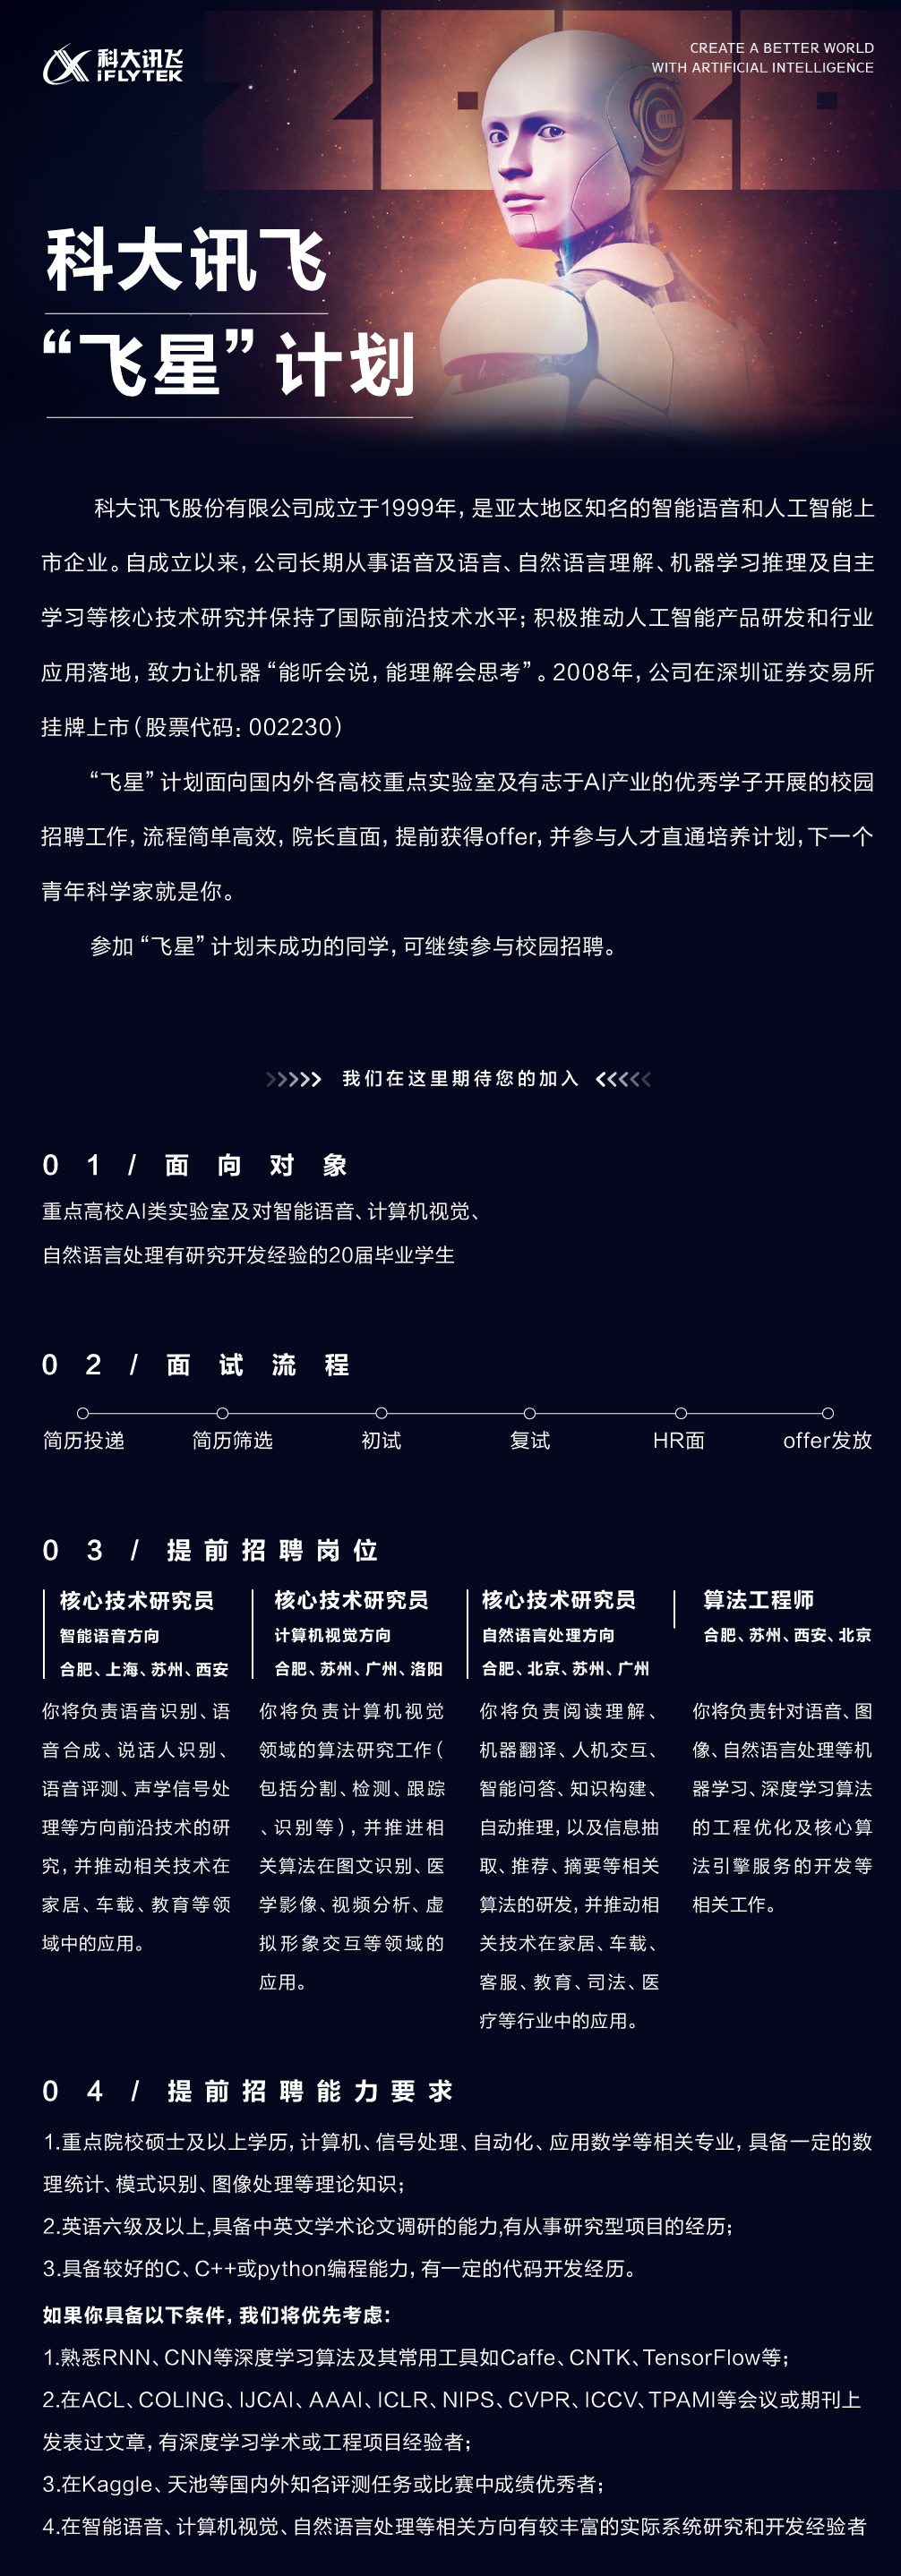 科大讯飞
iFLYTEK
CREATE A BETTER WORLD
WITH ARTIFICIAL INTELLIGENCE
科大讯飞
“飞星”计划
科大讯飞股份有限公司成立于1999年，是亚太地区知名的智能语音和人工智能上
市企业。自成立以来，公司长期从事语音及语言、自然语言理解、机器学习推理及自主
学习等核心技术研究并保持了国际前沿技术水平；积极推动人工智能产品研发和行业
应用落地，致力让机器“能听会说，能理解会思考”。2008年，公司在深圳证券交易所
挂牌上市（股票代码：002230）
“飞星”计划面向国内外各高校重点实验室及有志于AI产业的优秀学子开展的校园
招聘工作，流程简单高效，院长直面，提前获得offer，并参与人才直通培养计划，下一个
青年科学家就是你。
参加“飞星”计划未成功的同学，可继续参与校园招聘。
我们在这里期待您的加入
01/面向对象
重点高校AI类实验室及对智能语音、计算机视觉、
自然语言处理有研究开发经验的20届毕业学生
02/面试流程
简历投递 简历筛选 初试 复试 HR面 offer发放
03/提前招聘岗位
核心技术研究员
智能语音方向
合肥、上海、苏州、西安
你将负责语音识别、语
音合成、说话人识别、
语音评测、声学信号处
理等方向前沿技术的研
究，并推动相关技术在
家居、车载、教育等领
域中的应用。
核心技术研究员
计算机视觉方向
合肥、苏州、广州、洛阳
你将负责计算机视觉
领域的算法研究工作（
包括分割、检测、跟踪
、识别等），并推进相
关算法在图文识别、医
学影像、视频分析、虚
拟形象交互等领域的
应用。
核心技术研究员
自然语言处理方向
合肥、北京、苏州、广州
你将负责阅读理解、
机器翻译、人机交互、
智能问答、知识构建、
自动推理，以及信息抽
取、推荐、摘要等相关
算法的研发，并推动相
关技术在家居、车载、
客服、教育、司法、医
疗等行业中的应用。
算法工程师
合肥、苏州、西安、北京
你将负责针对语音、图
像、自然语言处理等机
器学习、深度学习算法
的工程优化及核心算
法引擎服务的开发等
相关工作。
04/提前招聘能力要求
1.重点院校硕士及以上学历，计算机、信号处理、自动化、应用数学等相关专业，具备一定的数
理统计、模式识别、图像处理等理论知识；
2.英语六级及以上,具备中英文学术论文调研的能力,有从事研究型项目的经历；
3.具备较好的C、C++或python编程能力，有一定的代码开发经历。
如果你具备以下条件，我们将优先考虑：
1.熟悉RNN、CNN等深度学习算法及其常用工具如Caffe、CNTK、TensorFlow等；
2.在ACL、COLING、IJCAI、AAAI、ICLR、NIPS、CVPR、ICCV、TPAMI等会议或期刊上
发表过文章，有深度学习学术或工程项目经验者；
3.在Kaggle、天池等国内外知名评测任务或比赛中成绩优秀者；
4.在智能语音、计算机视觉、自然语言处理等相关方向有较丰富的实际系统研究和开发经验者